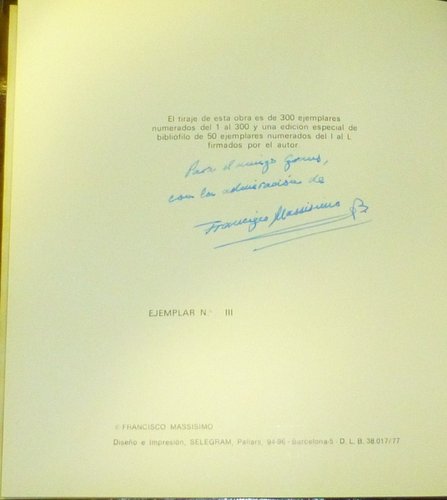 El tiraje de esta obra es de 300 ejemplares
numerados del 1 al 300 y una edición especial de
bibliófilo de 50 ejemplares numerados del I al L
firmados por el autor.
Para el amigo
con la admiración de
Francisco Massisimo
EJEMPLAR N.° III
© FRANCISCO MASSISIMO
Diseño e Impresión, SELEGRAM, Pallars, 94-96 - Barcelona-5 D. L. B. 38.017/77